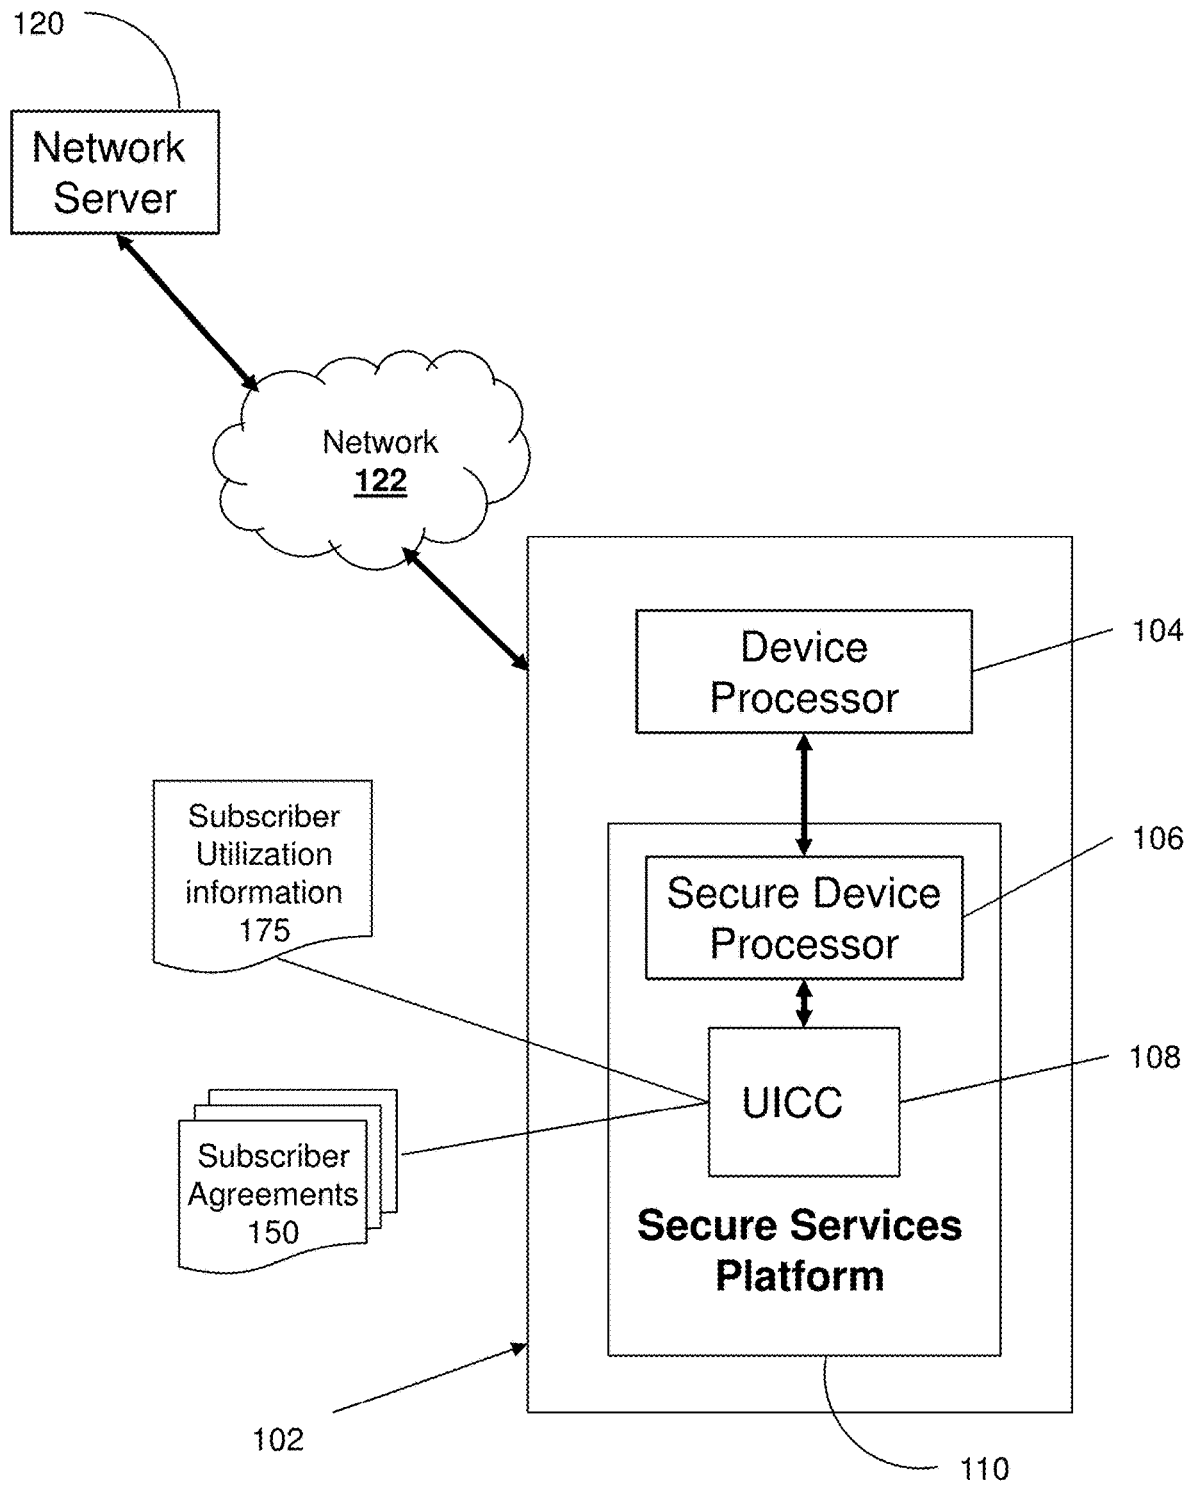 120
Network
Server
Network
122
Device
Processor
104
Subscriber
Utilization
information
175
Secure Device
Processor
106
UICC
108
Subscriber
Agreements
150
Secure Services
Platform
102
110